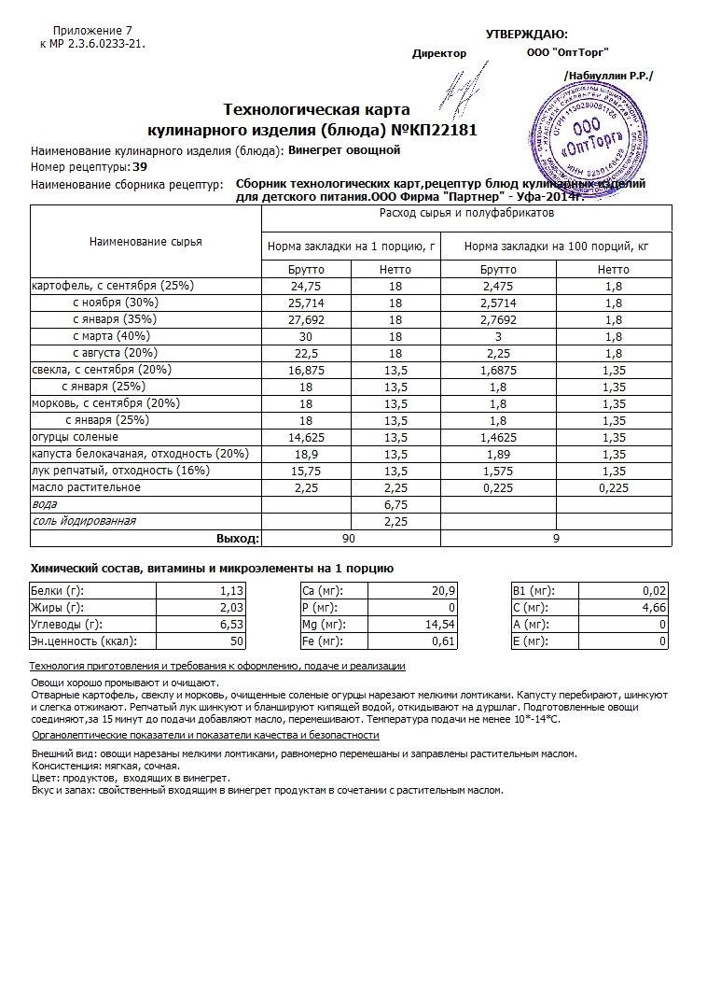 Приложение 7
к МР 2.3.6.0233-21.
УТВЕРЖДАЮ:
Директор ООО "ОптТорг"
/Набиуллин Р.Р./
ООО
«ОптТорг»
Технологическая карта
кулинарного изделия (блюда) №КП22181
Наименование кулинарного изделия (блюда): Винегрет овощной
Номер рецептуры: 39
Наименование сборника рецептур: Сборник технологических карт,рецептур блюд кулинарных изделий
для детского питания.ООО Фирма "Партнер" - Уфа-2014г.
Наименование сырья Расход сырья и полуфабрикатов
Норма закладки на 1 порцию, г Норма закладки на 100 порций, кг
Брутто Нетто Брутто Нетто
картофель, с сентября (25%) 24,75 18 2,475 1,8
с ноября (30%) 25,714 18 2,5714 1,8
с января (35%) 27,692 18 2,7692 1,8
с марта (40%) 30 18 3 1,8
с августа (20%) 22,5 18 2,25 1,8
свекла, с сентября (20%) 16,875 13,5 1,6875 1,35
с января (25%) 18 13,5 1,8 1,35
морковь, с сентября (20%) 18 13,5 1,8 1,35
с января (25%) 18 13,5 1,8 1,35
огурцы соленые 14,625 13,5 1,4625 1,35
капуста белокачаная, отходность (20%) 18,9 13,5 1,89 1,35
лук репчатый, отходность (16%) 15,75 13,5 1,575 1,35
масло растительное 2,25 2,25 0,225 0,225
вода 6,75
соль йодированная 2,25
Выход: 90 9
Химический состав, витамины и микроэлементы на 1 порцию
Белки (г): 1,13 Ca (мг): 20,9 B1 (мг): 0,02
Жиры (г): 2,03 P (мг): 0 C (мг): 4,66
Углеводы (г): 6,53 Mg (мг): 14,54 A (мг): 0
Эн.ценность (ккал): 50 Fe (мг): 0,61 E (мг): 0
Технология приготовления и требования к оформлению, подаче и реализации
Овощи хорошо промывают и очищают.
Отварные картофель, свеклу и морковь, очищенные соленые огурцы нарезают мелкими ломтиками. Капусту перебирают, шинкуют
и слегка отжимают. Репчатый лук шинкуют и бланшируют кипящей водой, откидывают на дуршлаг. Подготовленные овощи
соединяют,за 15 минут до подачи добавляют масло, перемешивают. Температура подачи не менее 10*-14*С.
Органолептические показатели и показатели качества и безопастности
Внешний вид: овощи нарезаны мелкими ломтиками, равномерно перемешаны и заправлены растительным маслом.
Консистенция: мягкая, сочная.
Цвет: продуктов, входящих в винегрет.
Вкус и запах: свойственный входящим в винегрет продуктам в сочетании с растительным маслом.